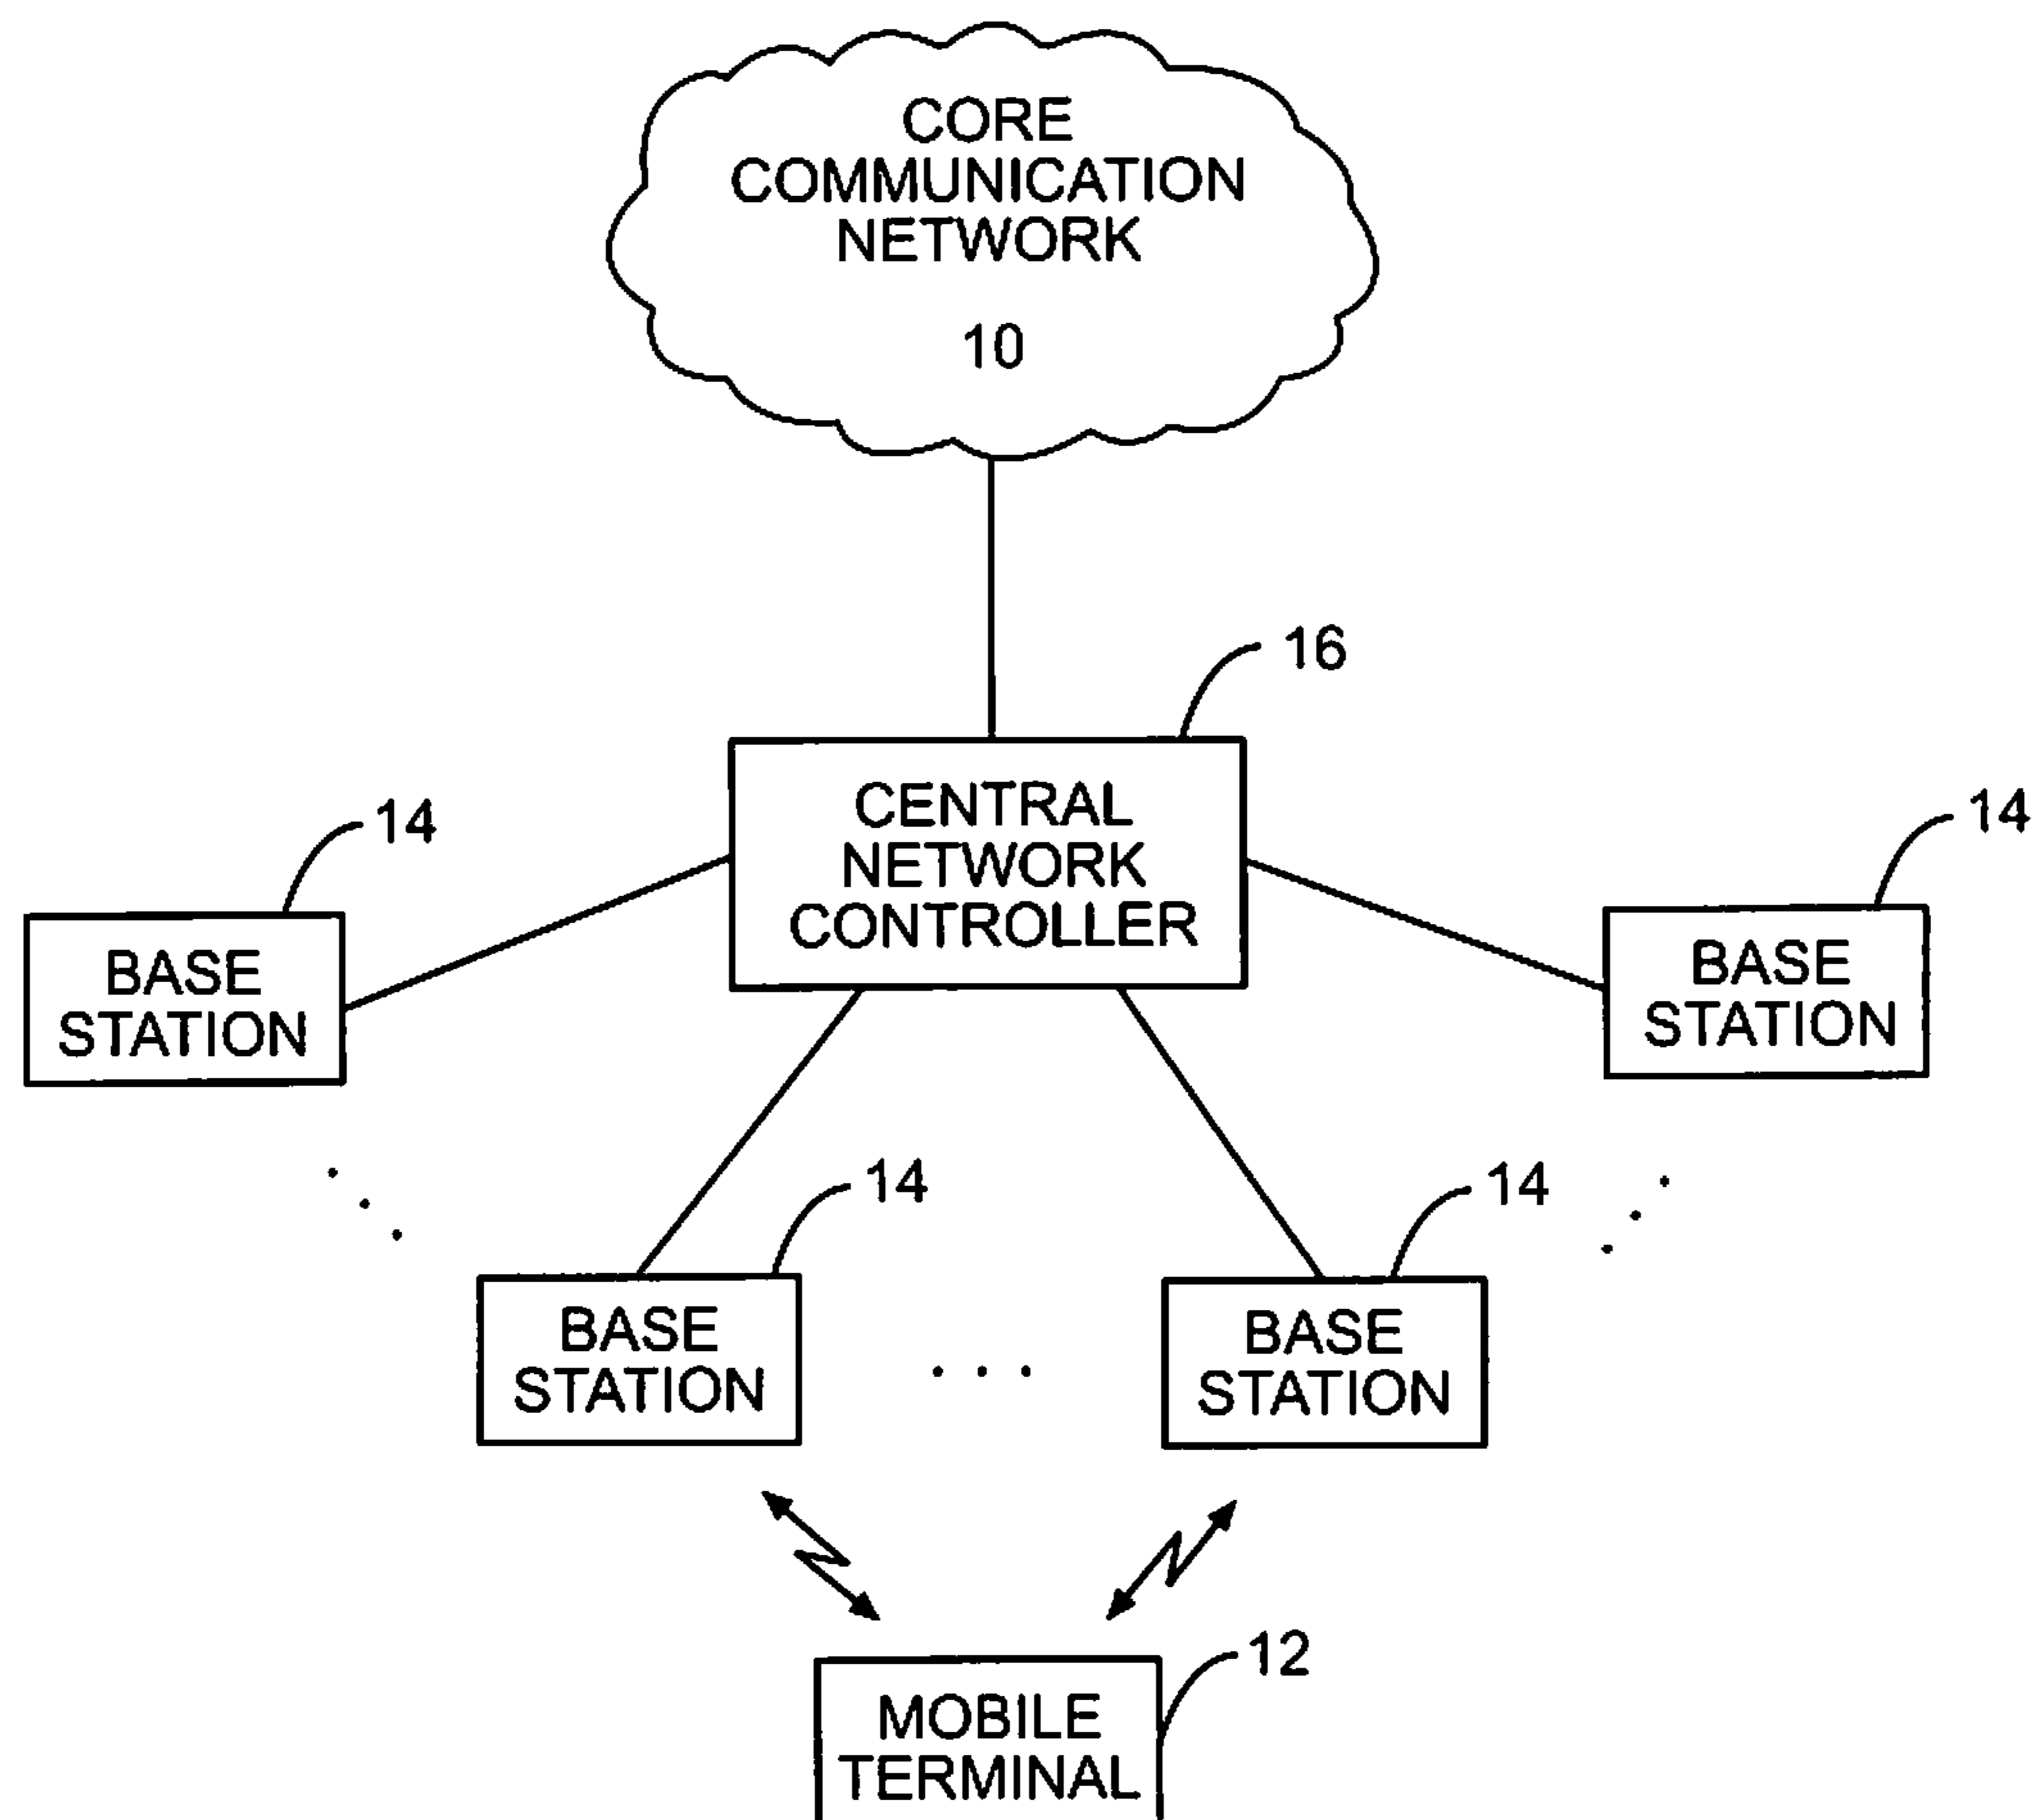 CORE
COMMUNICATION
NETWORK
10
16
CENTRAL
NETWORK
CONTROLLER
14
BASE
STATION
14
BASE
STATION
14
BASE
STATION
14
BASE
STATION
12
MOBILE
TERMINAL